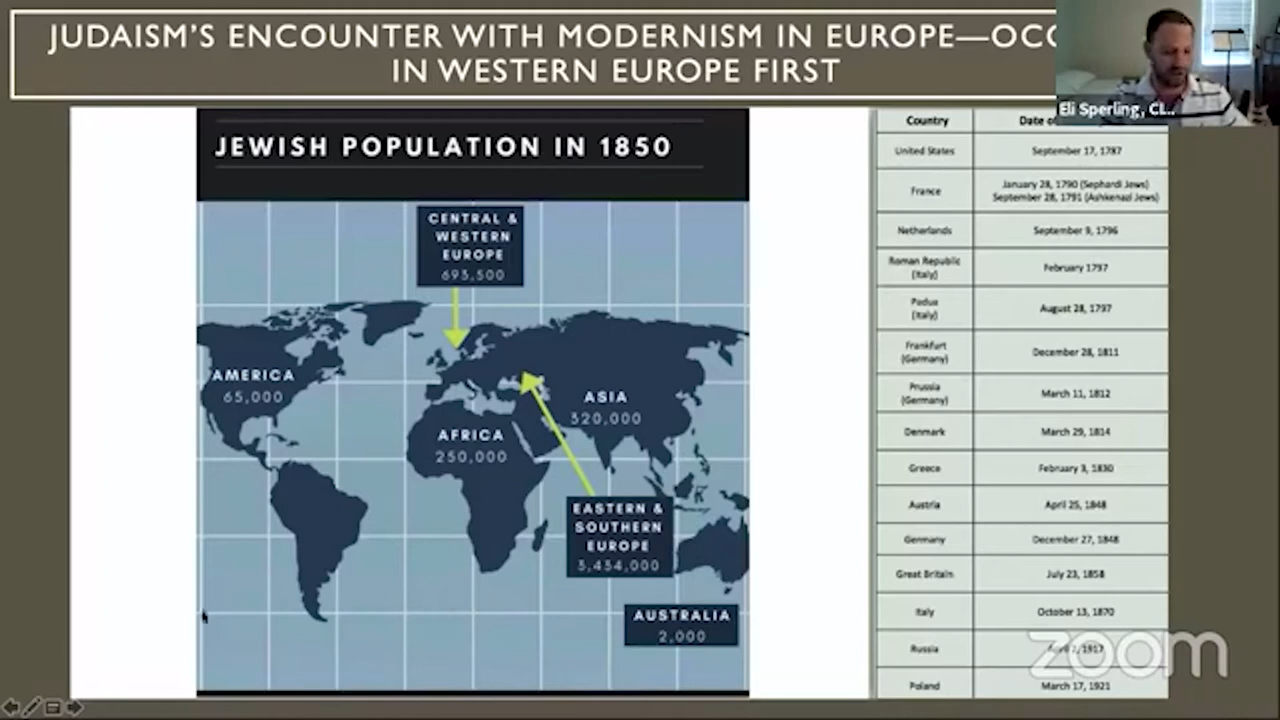 JUDAISM'S ENCOUNTER WITH MODERNISM IN EUROPE—OCC
IN WESTERN EUROPE FIRST
Eli Sperling, CL..
JEWISH POPULATION IN 1850
CENTRAL &
WESTERN
EUROPE
693,500
AMERICA
65,000
ASIA
320,000
AFRICA
250,000
EASTERN &
SOUTHERN
EUROPE
3,434,000
AUSTRALIA
2,000
Country Date of
United States September 17, 1787
France January 28, 1790 (Sephardi Jews)
September 28, 1791 (Ashkenazi Jews)
Netherlands September 9, 1796
Roman Republic
(Italy) February 1797
Padua
(Italy) August 28, 1797
Frankfurt
(Germany) December 28, 1811
Prussia
(Germany) March 11, 1812
Denmark March 29, 1814
Greece February 3, 1830
Austria April 25, 1848
Germany December 27, 1848
Great Britain July 23, 1858
Italy October 13, 1870
Russia April 2, 1917
Poland March 17, 1921
zoom